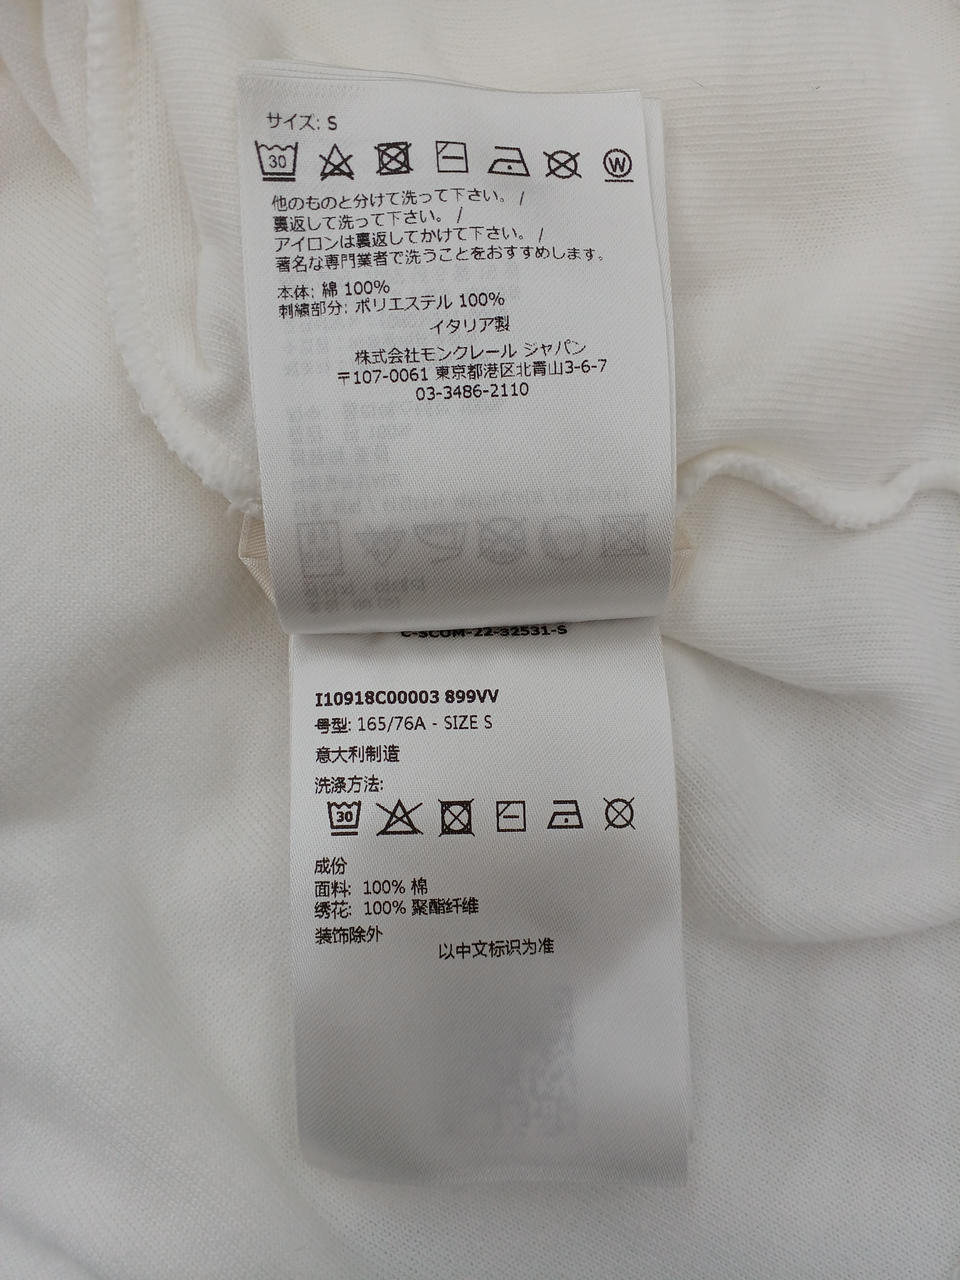 サイズ: S
30
W
他のものと分けて洗って下さい。 /
裏返して洗って下さい。 /
アイロンは裏返してかけて下さい。 /
著名な専門業者で洗うことをおすすめします。
本体: 綿 100%
刺繍部分: ポリエステル 100%
イタリア製
株式会社モンクレール ジャパン
〒107-0061 東京都港区北青山3-6-7
03-3486-2110
C-SCOM-22-32531-S
I10918C00003 899VV
号型: 165/76A - SIZE S
意大利制造
洗涤方法:
30
成份
面料: 100% 棉
绣花: 100% 聚酯纤维
装饰除外
以中文标识为准